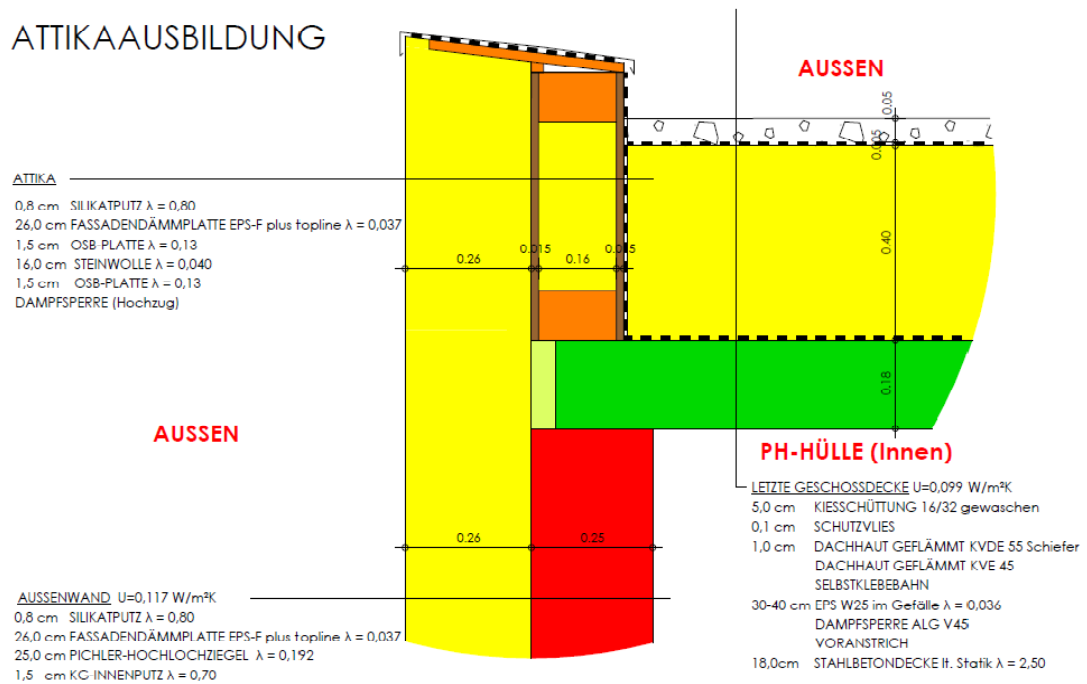 ATTIKAAUSBILDUNG
AUSSEN
0.05
0.005
0.40
0.18
ATTIKA
0,8 cm SILIKATPUTZ λ = 0,80
26,0 cm FASSADENDÄMMPLATTE EPS-F plus topline λ = 0,037
1,5 cm OSB-PLATTE λ = 0,13
16,0 cm STEINWOLLE λ = 0,040
1,5 cm OSB-PLATTE λ = 0,13
DAMPFSPERRE (Hochzug)
0.26
0.015
0.16
0.015
AUSSEN
PH-HÜLLE (Innen)
LETZTE GESCHOSSDECKE U=0,099 W/m²K
5,0 cm KIESSCHÜTTUNG 16/32 gewaschen
0,1 cm SCHUTZVLIES
1,0 cm DACHHAUT GEFLÄMMT KVDE 55 Schiefer
DACHHAUT GEFLÄMMT KVE 45
SELBSTKLEBEBAHN
30-40 cm EPS W25 im Gefälle λ = 0,036
DAMPFSPERRE ALG V45
VORANSTRICH
18,0cm STAHLBETONDECKE lt. Statik λ = 2,50
0.26
0.25
AUSSENWAND U=0,117 W/m²K
0,8 cm SILIKATPUTZ λ = 0,80
26,0 cm FASSADENDÄMMPLATTE EPS-F plus topline λ = 0,037
25,0 cm PICHLER-HOCHLOCHZIEGEL λ = 0,192
1,5 cm KC-INNENPUTZ λ = 0,70